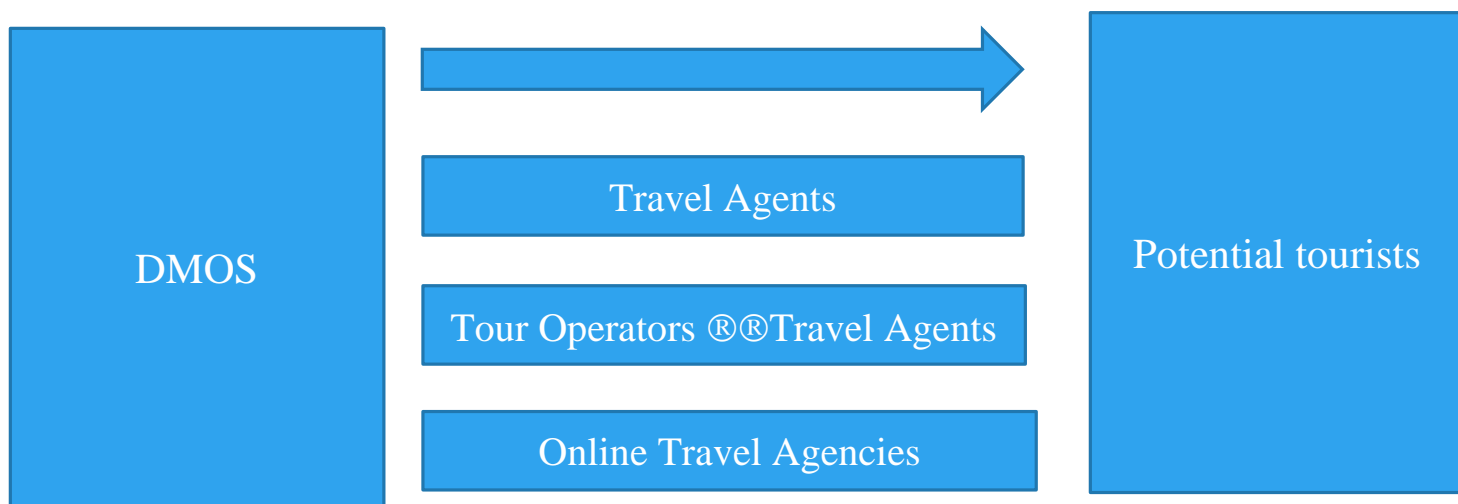 DMOS
Travel Agents
Tour Operators ®®Travel Agents
Online Travel Agencies
Potential tourists